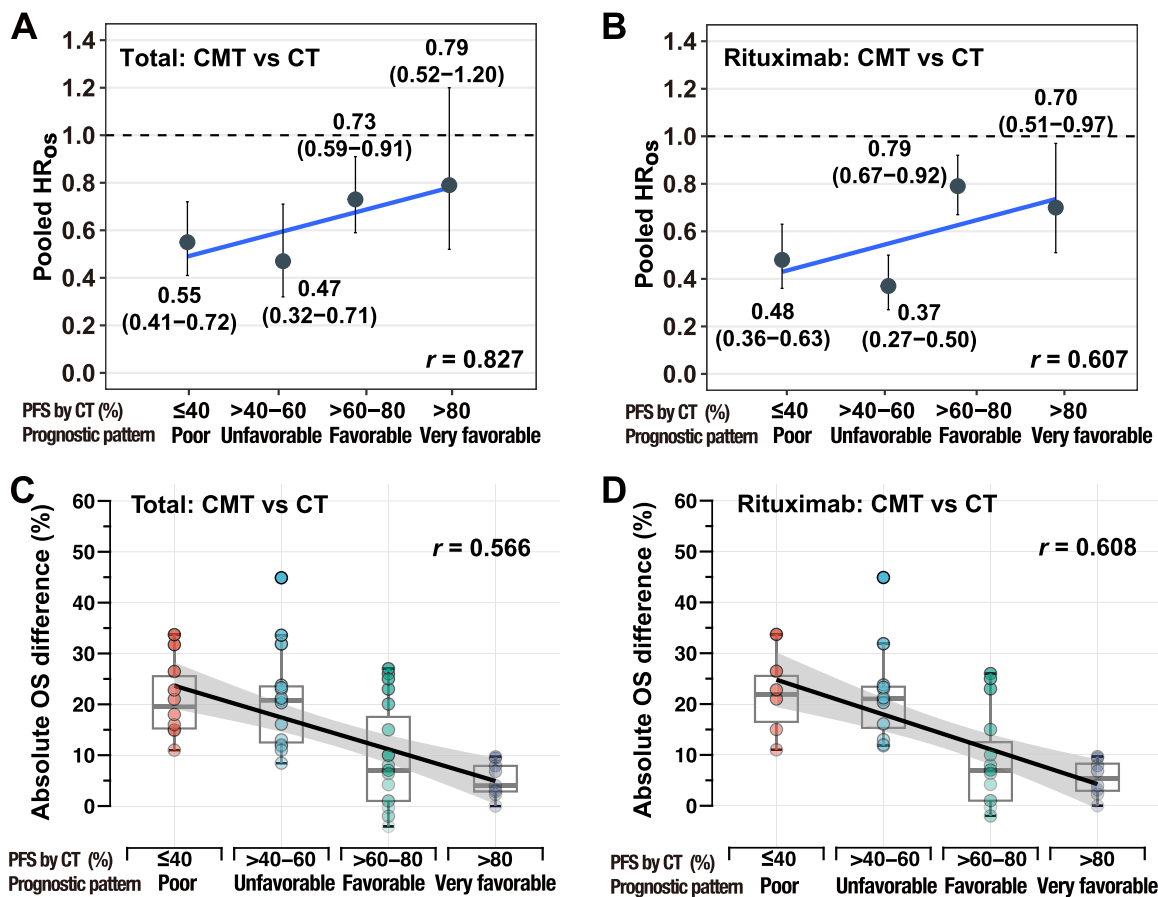 A
Total: CMT vs CT
Pooled HROS
1.4
1.2
1.0
0.8
0.6
0.4
0.2
0.0
0.55
(0.41−0.72)
0.47
(0.32−0.71)
0.73
(0.59−0.91)
0.79
(0.52−1.20)
r = 0.827
PFS by CT (%) ≤40 >40−60 >60−80 >80
Prognostic pattern Poor Unfavorable Favorable Very favorable
B
Rituximab: CMT vs CT
Pooled HROS
1.4
1.2
1.0
0.8
0.6
0.4
0.2
0.0
0.48
(0.36−0.63)
0.37
(0.27−0.50)
0.79
(0.67−0.92)
0.70
(0.51−0.97)
r = 0.607
PFS by CT (%) ≤40 >40−60 >60−80 >80
Prognostic pattern Poor Unfavorable Favorable Very favorable
C
Total: CMT vs CT
Absolute OS difference (%)
60
50
40
30
20
10
0
r = 0.566
PFS by CT (%) ≤40 >40−60 >60−80 >80
Prognostic pattern Poor Unfavorable Favorable Very favorable
D
Rituximab: CMT vs CT
Absolute OS difference (%)
60
50
40
30
20
10
0
r = 0.608
PFS by CT (%) ≤40 >40−60 >60−80 >80
Prognostic pattern Poor Unfavorable Favorable Very favorable